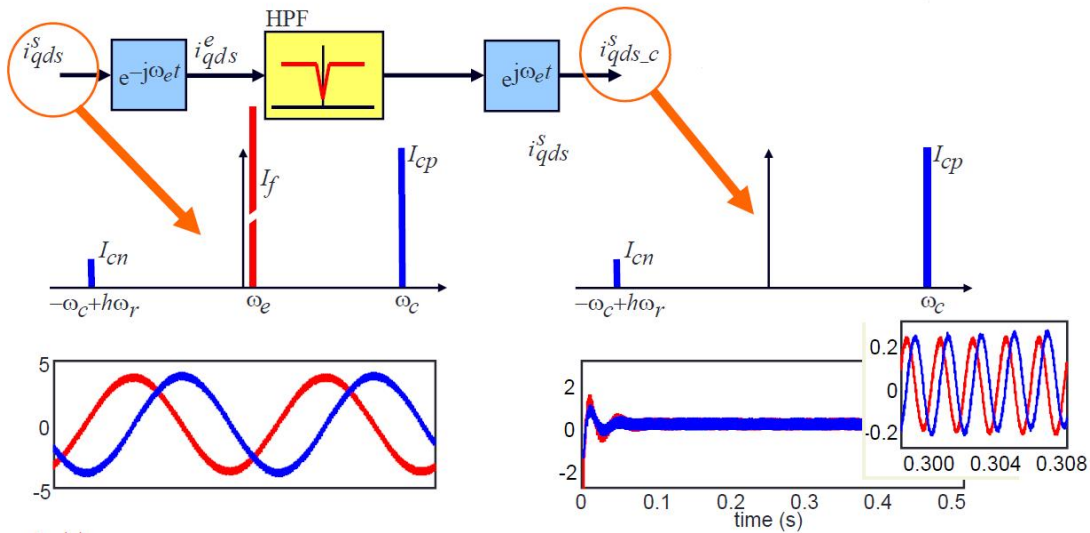 HPF
i^s_qds e^−jω_e t i^e_qds e^jω_e t i^s_qds_c
i^s_qds
I_f I_cp I_cp
I_cn I_cn
−ω_c+hω_r ω_e ω_c −ω_c+hω_r ω_c
5
0
-5
2
0
-2
0 0.1 0.2 0.3 0.4 0.5
time (s)
0.2
0
-0.2
0.300 0.304 0.308